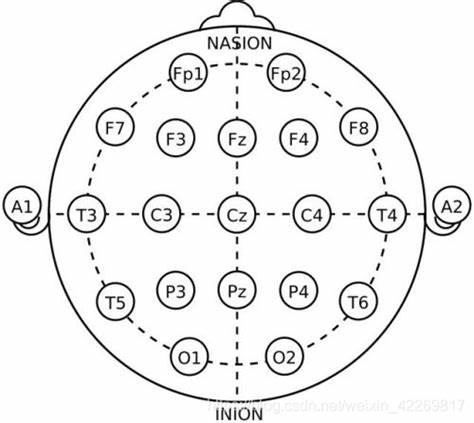 NASION
Fp1 Fp2
F7 F3 Fz F4 F8
A1 T3 C3 Cz C4 T4 A2
T5 P3 Pz P4 T6
O1 O2
https://blog.csdn.net/weixin_42269817
INION